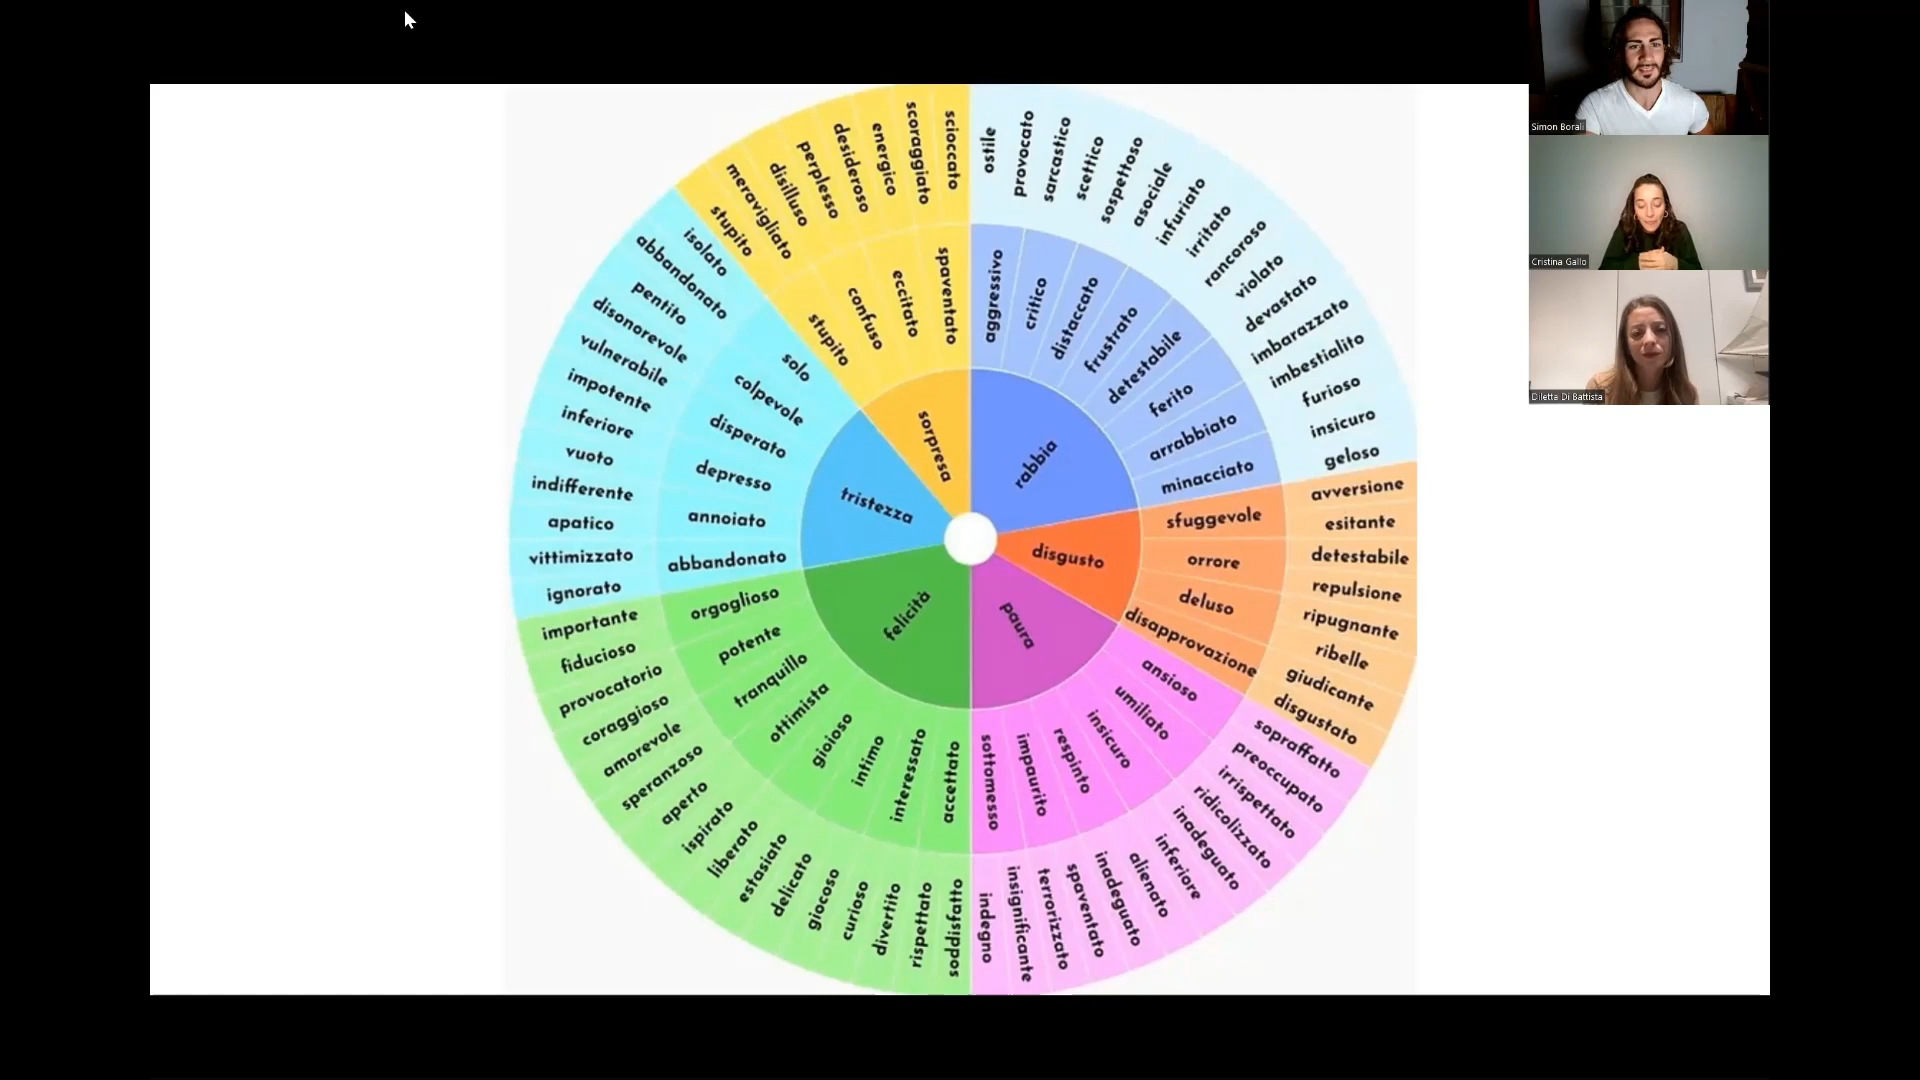 sorpresa
rabbia
disgusto
paura
felicità
tristezza
stupito
confuso
eccitato
spaventato
aggressivo
critico
distaccato
frustrato
detestabile
ferito
arrabbiato
minacciato
sfuggevole
orrore
deluso
disapprovazione
ansioso
umiliato
insicuro
respinto
impaurito
sottomesso
accettato
interessato
intimo
gioioso
ottimista
tranquillo
potente
orgoglioso
abbandonato
annoiato
depresso
disperato
colpevole
solo
stupito
meravigliato
disilluso
perplesso
desideroso
energico
scoraggiato
scioccato
ostile
provocato
sarcastico
scettico
sospettoso
asociale
infuriato
irritato
rancoroso
violato
devastato
imbarazzato
imbestialito
furioso
insicuro
geloso
avversione
esitante
detestabile
repulsione
ripugnante
ribelle
giudicante
disgustato
sopraffatto
preoccupato
irrispettato
ridicolizzato
inadeguato
inferiore
alienato
inadeguato
spaventato
terrorizzato
insignificante
indegno
soddisfatto
rispettato
divertito
curioso
giocoso
delicato
estasiato
liberato
ispirato
aperto
speranzoso
amorevole
coraggioso
provocatorio
fiducioso
importante
ignorato
vittimizzato
apatico
indifferente
vuoto
inferiore
impotente
vulnerabile
disonorevole
pentito
abbandonato
isolato
Simon Borali
Cristina Gallo
Diletta Di Battista